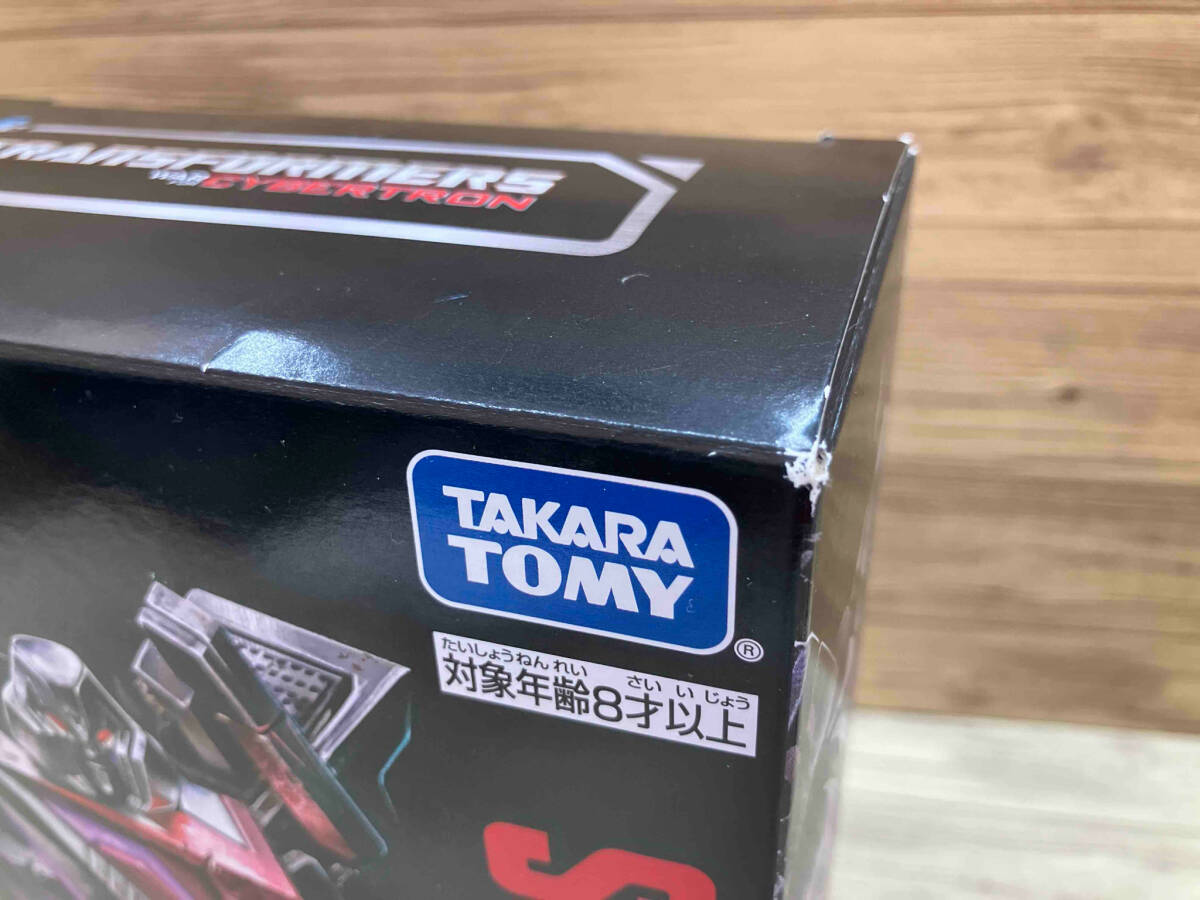 TRANSFORMERS
WAR FOR CYBERTRON
TAKARA
TOMY
®
たいしょうねんれい さい いじょう
対象年齢8才以上
S